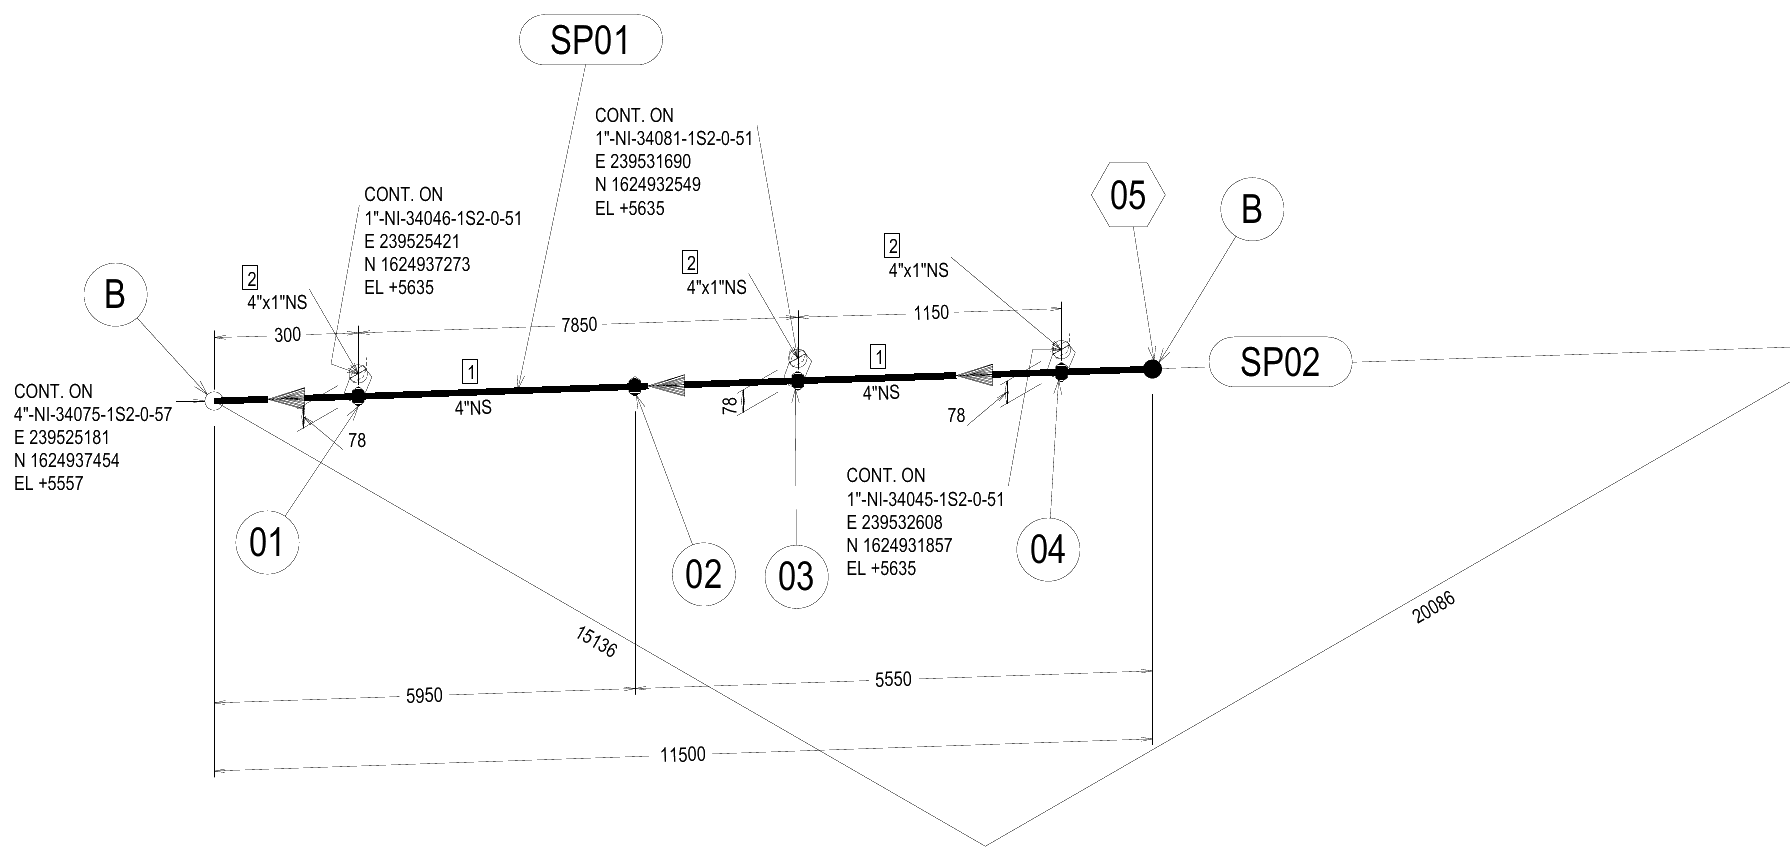 SP01
CONT. ON
1"-NI-34081-1S2-0-51
E 239531690
N 1624932549
EL +5635
CONT. ON
1"-NI-34046-1S2-0-51
E 239525421
N 1624937273
EL +5635
05
B
2
4"x1"NS
2
4"x1"NS
2
4"x1"NS
B
300
7850
1150
SP02
1
4"NS
1
4"NS
CONT. ON
4"-NI-34075-1S2-0-57
E 239525181
N 1624937454
EL +5557
78
78
78
CONT. ON
1"-NI-34045-1S2-0-51
E 239532608
N 1624931857
EL +5635
01
02
03
04
15136
20086
5950
5550
11500